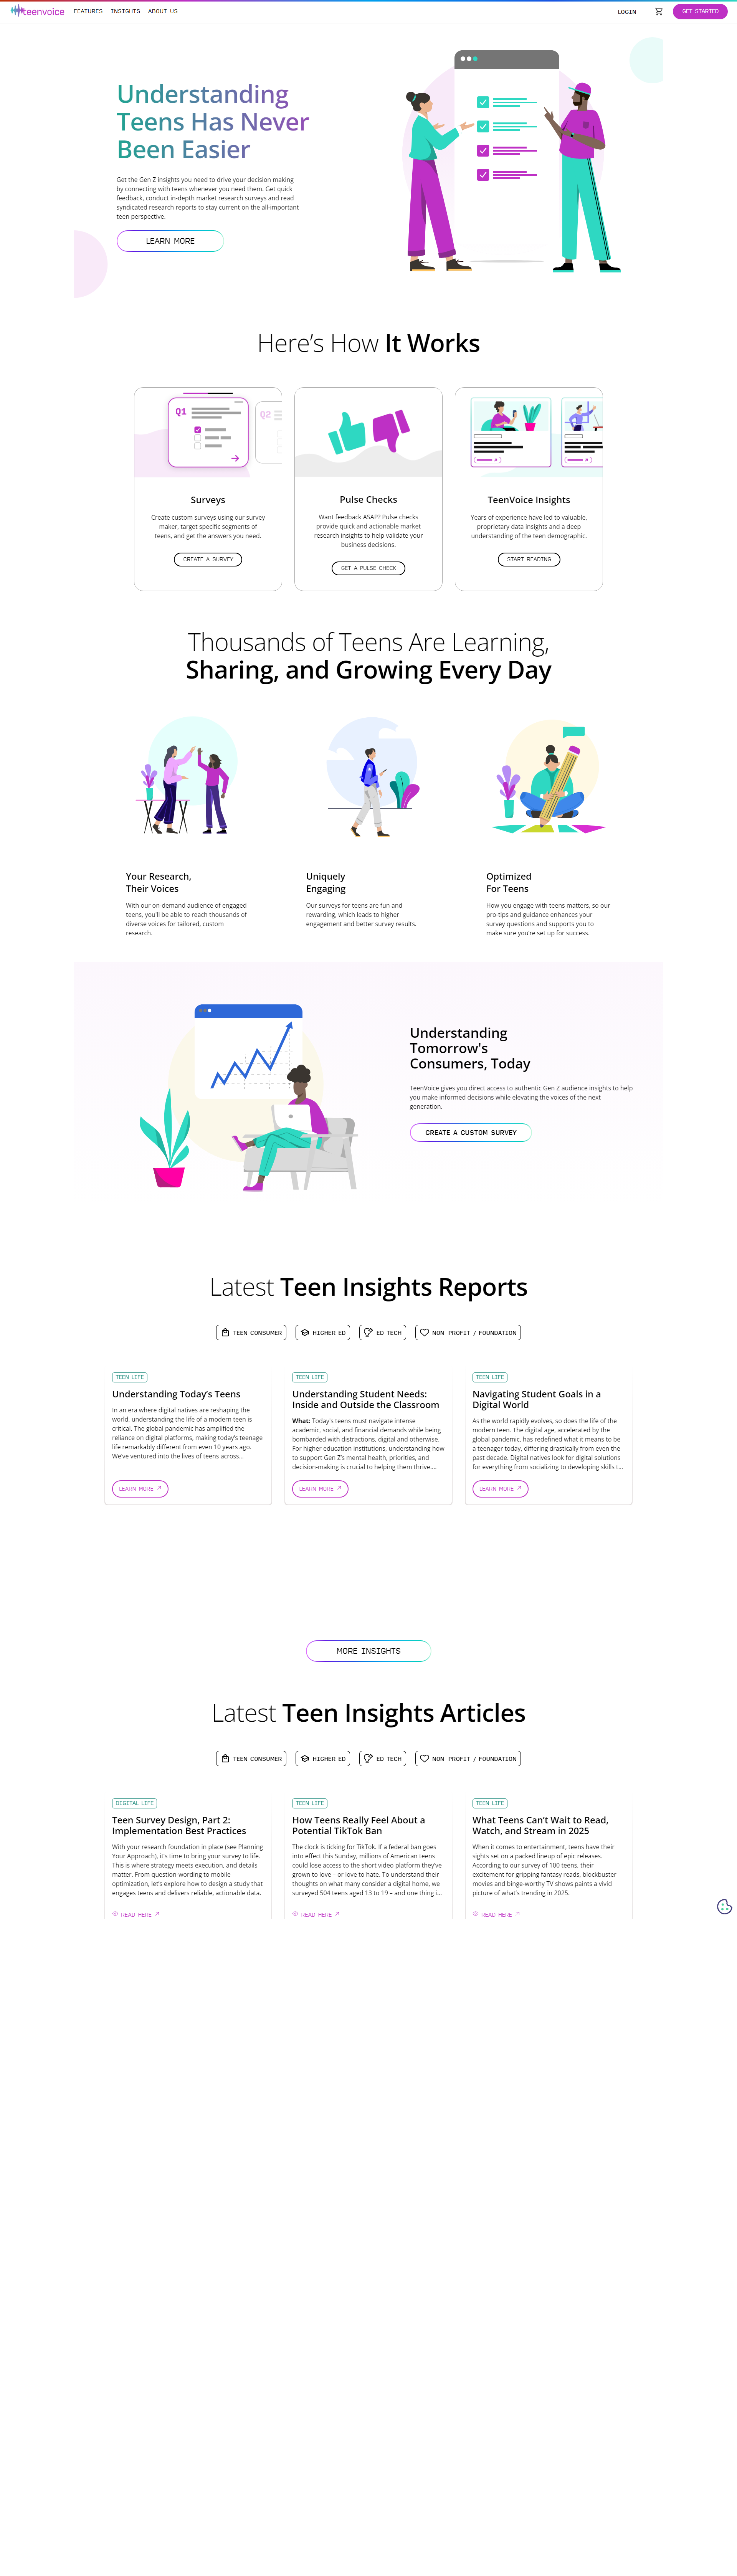 teenvoice
FEATURES
INSIGHTS
ABOUT US
LOGIN
GET STARTED
Understanding
Teens Has Never
Been Easier
Get the Gen Z insights you need to drive your decision making
by connecting with teens whenever you need them. Get quick
feedback, conduct in-depth market research surveys and read
syndicated research reports to stay current on the all-important
teen perspective.
LEARN MORE
Here’s How It Works
Q1
Q2
Surveys
Create custom surveys using our survey
maker, target specific segments of
teens, and get the answers you need.
CREATE A SURVEY
Pulse Checks
Want feedback ASAP? Pulse checks
provide quick and actionable market
research insights to help validate your
business decisions.
GET A PULSE CHECK
TeenVoice Insights
Years of experience have led to valuable,
proprietary data insights and a deep
understanding of the teen demographic.
START READING
Thousands of Teens Are Learning,
Sharing, and Growing Every Day
Your Research,
Their Voices
With our on-demand audience of engaged
teens, you’ll be able to reach thousands of
diverse voices for tailored, custom
research.
Uniquely
Engaging
Our surveys for teens are fun and
rewarding, which leads to higher
engagement and better survey results.
Optimized
For Teens
How you engage with teens matters, so our
pro-tips and guidance enhances your
survey questions and supports you to
make sure you’re set up for success.
Understanding
Tomorrow's
Consumers, Today
TeenVoice gives you direct access to authentic Gen Z audience insights to help
you make informed decisions while elevating the voices of the next
generation.
CREATE A CUSTOM SURVEY
Latest Teen Insights Reports
TEEN CONSUMER
HIGHER ED
ED TECH
NON-PROFIT / FOUNDATION
TEEN LIFE
Understanding Today’s Teens
In an era where digital natives are reshaping the
world, understanding the life of a modern teen is
critical. The global pandemic has amplified the
reliance on digital platforms, making today’s teenage
life remarkably different from even 10 years ago.
We’ve ventured into the lives of teens across...
LEARN MORE
TEEN LIFE
Understanding Student Needs:
Inside and Outside the Classroom
What: Today’s teens must navigate intense
academic, social, and financial demands while being
bombarded with distractions, digital and otherwise.
For higher education institutions, understanding how
to support Gen Z’s mental health, priorities, and
decision-making is crucial to helping them thrive....
LEARN MORE
TEEN LIFE
Navigating Student Goals in a
Digital World
As the world rapidly evolves, so does the life of the
modern teen. The digital age, accelerated by the
global pandemic, has redefined what it means to be
a teenager today, differing drastically from even the
past decade. Digital natives look for digital solutions
for everything from socializing to developing skills t...
LEARN MORE
MORE INSIGHTS
Latest Teen Insights Articles
TEEN CONSUMER
HIGHER ED
ED TECH
NON-PROFIT / FOUNDATION
DIGITAL LIFE
Teen Survey Design, Part 2:
Implementation Best Practices
With your research foundation in place (see Planning
Your Approach), it’s time to bring your survey to life.
This is where strategy meets execution, and details
matter. From question-wording to mobile
optimization, let’s explore how to design a study that
engages teens and delivers reliable, actionable data.
READ HERE
TEEN LIFE
How Teens Really Feel About a
Potential TikTok Ban
The clock is ticking for TikTok. If a federal ban goes
into effect this Sunday, millions of American teens
could lose access to the short video platform they’ve
grown to love – or love to hate. To understand their
thoughts on what many consider a digital home, we
surveyed 504 teens aged 13 to 19 – and one thing i...
READ HERE
TEEN LIFE
What Teens Can’t Wait to Read,
Watch, and Stream in 2025
When it comes to entertainment, teens have their
sights set on a packed lineup of epic releases.
According to our survey of 100 teens, their
excitement for gripping fantasy reads, blockbuster
movies and binge-worthy TV shows paints a vivid
picture of what’s trending in 2025.
READ HERE